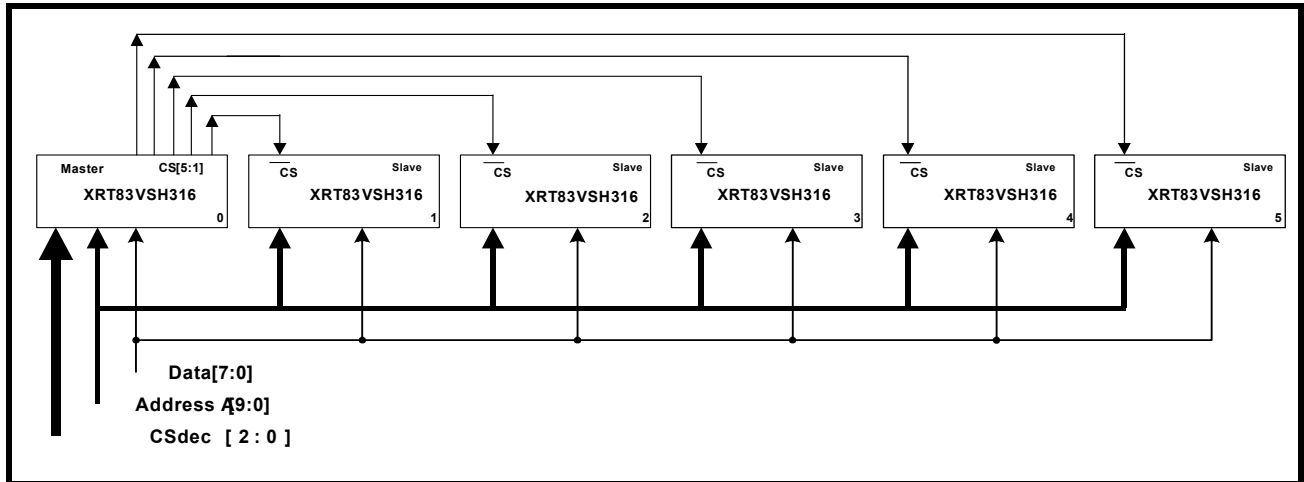 Master CS[5:1]
XRT83VSH316
0
CS Slave
XRT83VSH316
1
CS Slave
XRT83VSH316
2
CS Slave
XRT83VSH316
3
CS Slave
XRT83VSH316
4
CS Slave
XRT83VSH316
5
Data[7:0]
Address A[9:0]
CSdec [ 2 : 0 ]